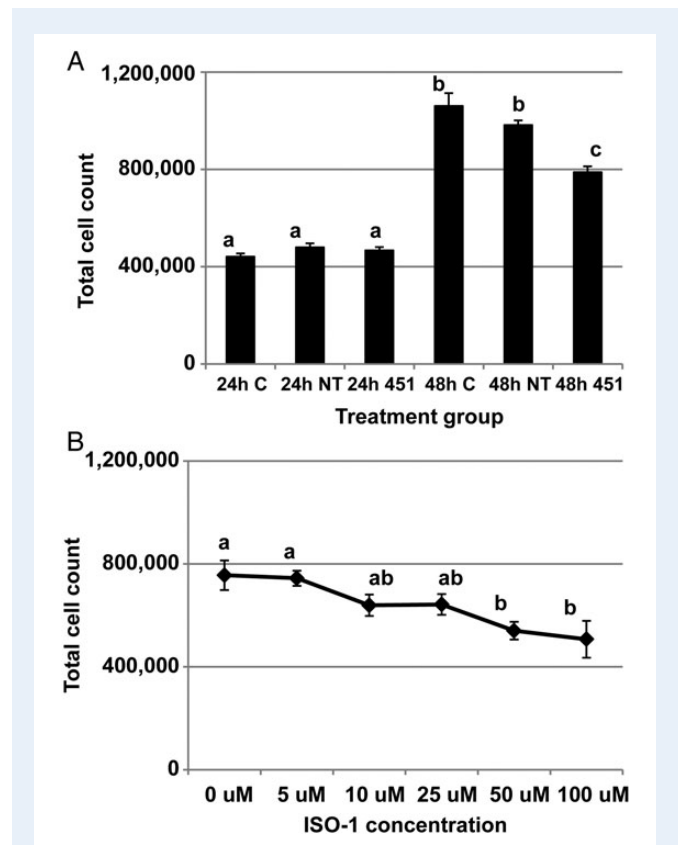 A
1,200,000
800,000
400,000
0
Total cell count
a
a
a
b
b
c
24h C 24h NT 24h 451 48h C 48h NT 48h 451
Treatment group
B
1,200,000
800,000
400,000
0
Total cell count
a
a
ab
ab
b
b
0 uM 5 uM 10 uM 25 uM 50 uM 100 uM
ISO-1 concentration